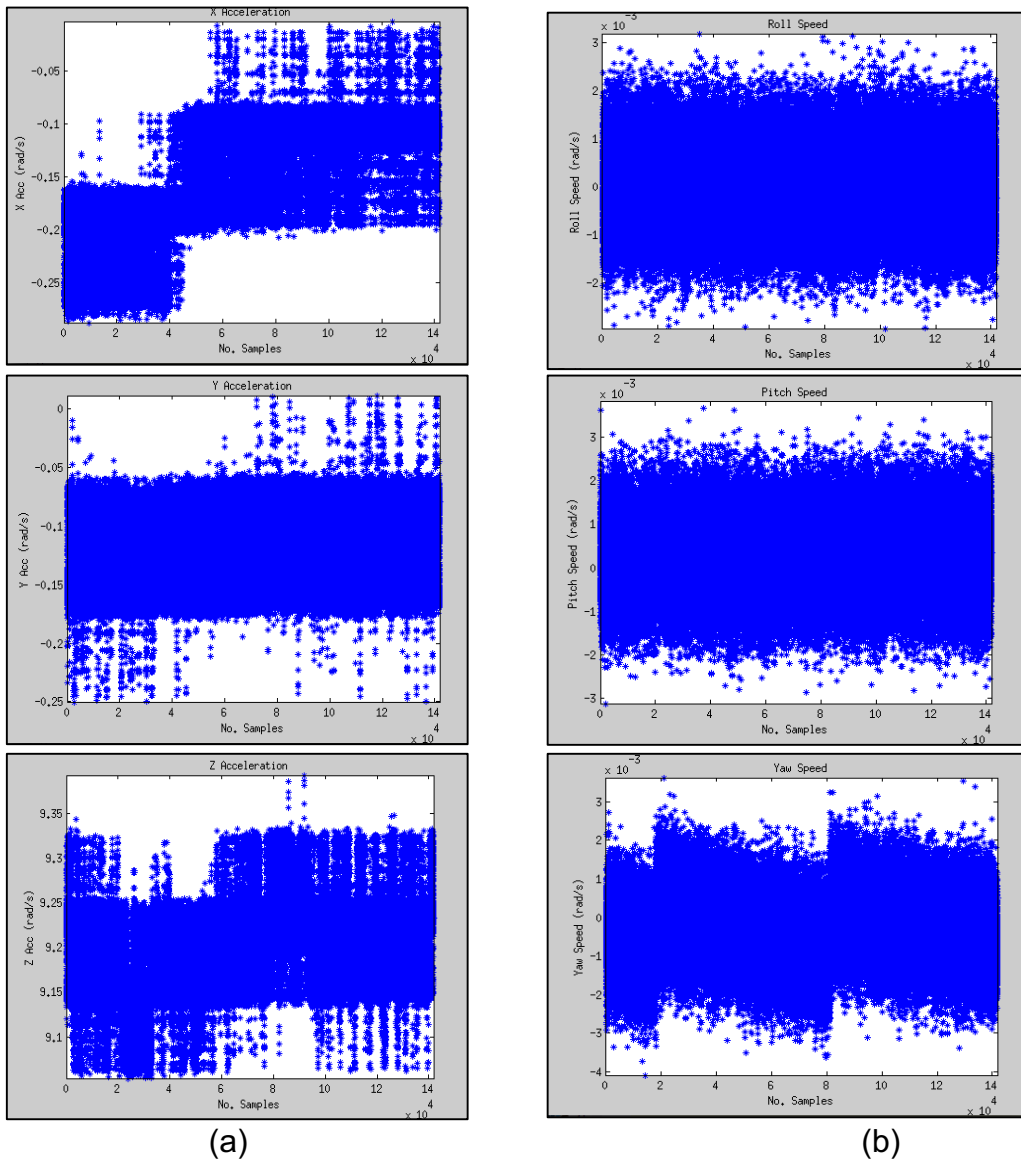 X Acceleration
-0.05
-0.1
-0.15
-0.2
-0.25
X Acc (rad/s)
0 2 4 6 8 10 12 14
No. Samples
x 10 4
Y Acceleration
0
-0.05
-0.1
-0.15
-0.2
-0.25
Y Acc (rad/s)
0 2 4 6 8 10 12 14
No. Samples
x 10 4
Z Acceleration
9.35
9.3
9.25
9.2
9.15
9.1
Z Acc (rad/s)
0 2 4 6 8 10 12 14
No. Samples
x 10 4
(a)
x 10 -3
Roll Speed
3
2
1
0
-1
-2
Roll Speed (rad/s)
0 2 4 6 8 10 12 14
No. Samples
x 10 4
x 10 -3
Pitch Speed
3
2
1
0
-1
-2
-3
Pitch Speed (rad/s)
0 2 4 6 8 10 12 14
No. Samples
x 10 4
x 10 -3
Yaw Speed
3
2
1
0
-1
-2
-3
-4
Yaw Speed (rad/s)
0 2 4 6 8 10 12 14
No. Samples
x 10 4
(b)